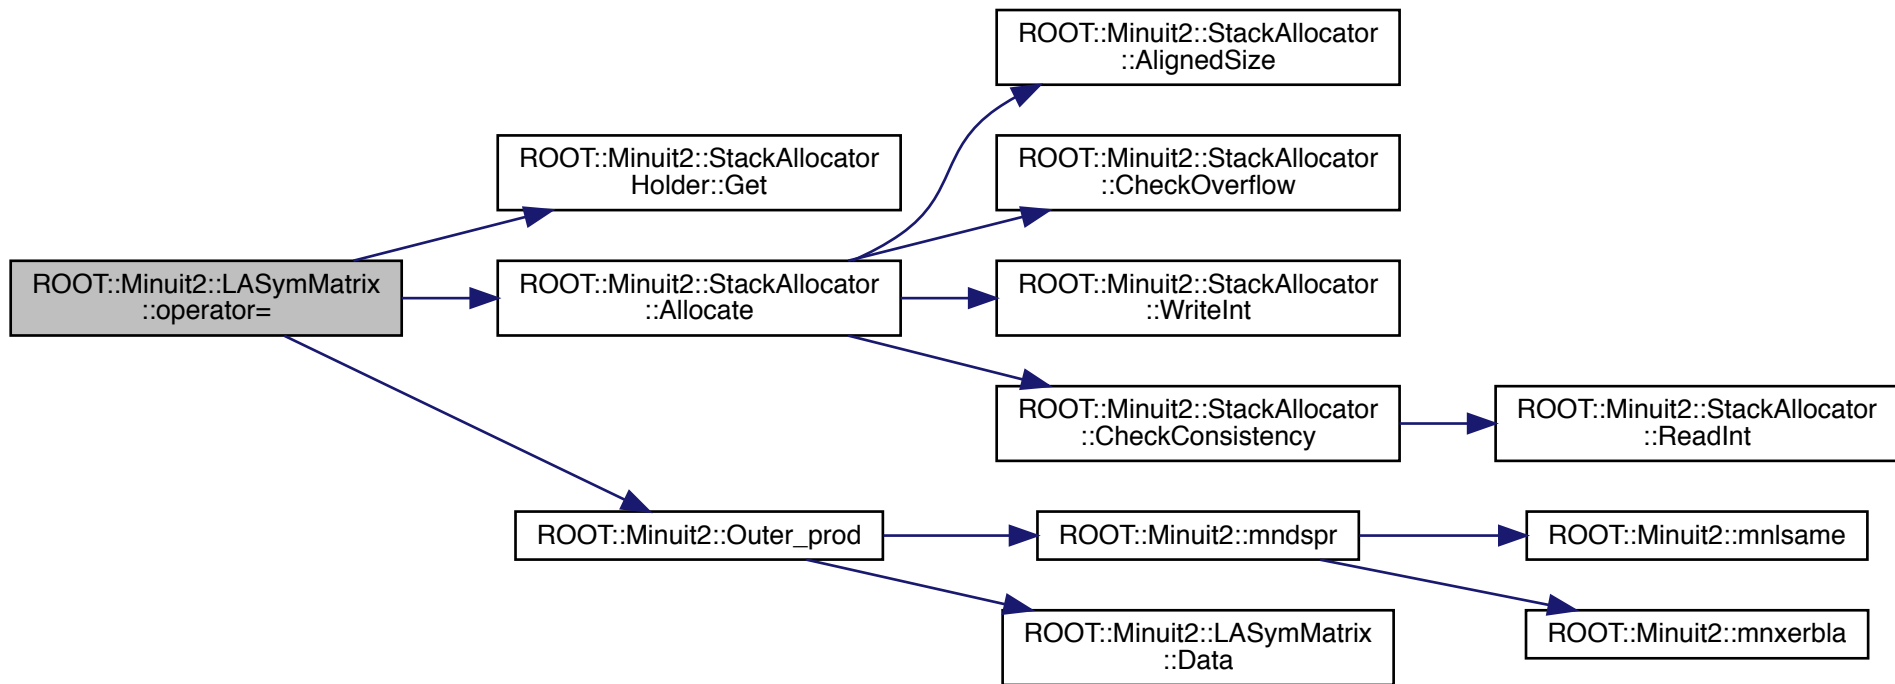 ROOT::Minuit2::StackAllocator
::AlignedSize
ROOT::Minuit2::StackAllocator
Holder::Get
ROOT::Minuit2::StackAllocator
::CheckOverflow
ROOT::Minuit2::LASymMatrix
::operator=
ROOT::Minuit2::StackAllocator
::Allocate
ROOT::Minuit2::StackAllocator
::WriteInt
ROOT::Minuit2::StackAllocator
::CheckConsistency
ROOT::Minuit2::StackAllocator
::ReadInt
ROOT::Minuit2::Outer_prod
ROOT::Minuit2::mndspr
ROOT::Minuit2::mnlsame
ROOT::Minuit2::LASymMatrix
::Data
ROOT::Minuit2::mnxerbla